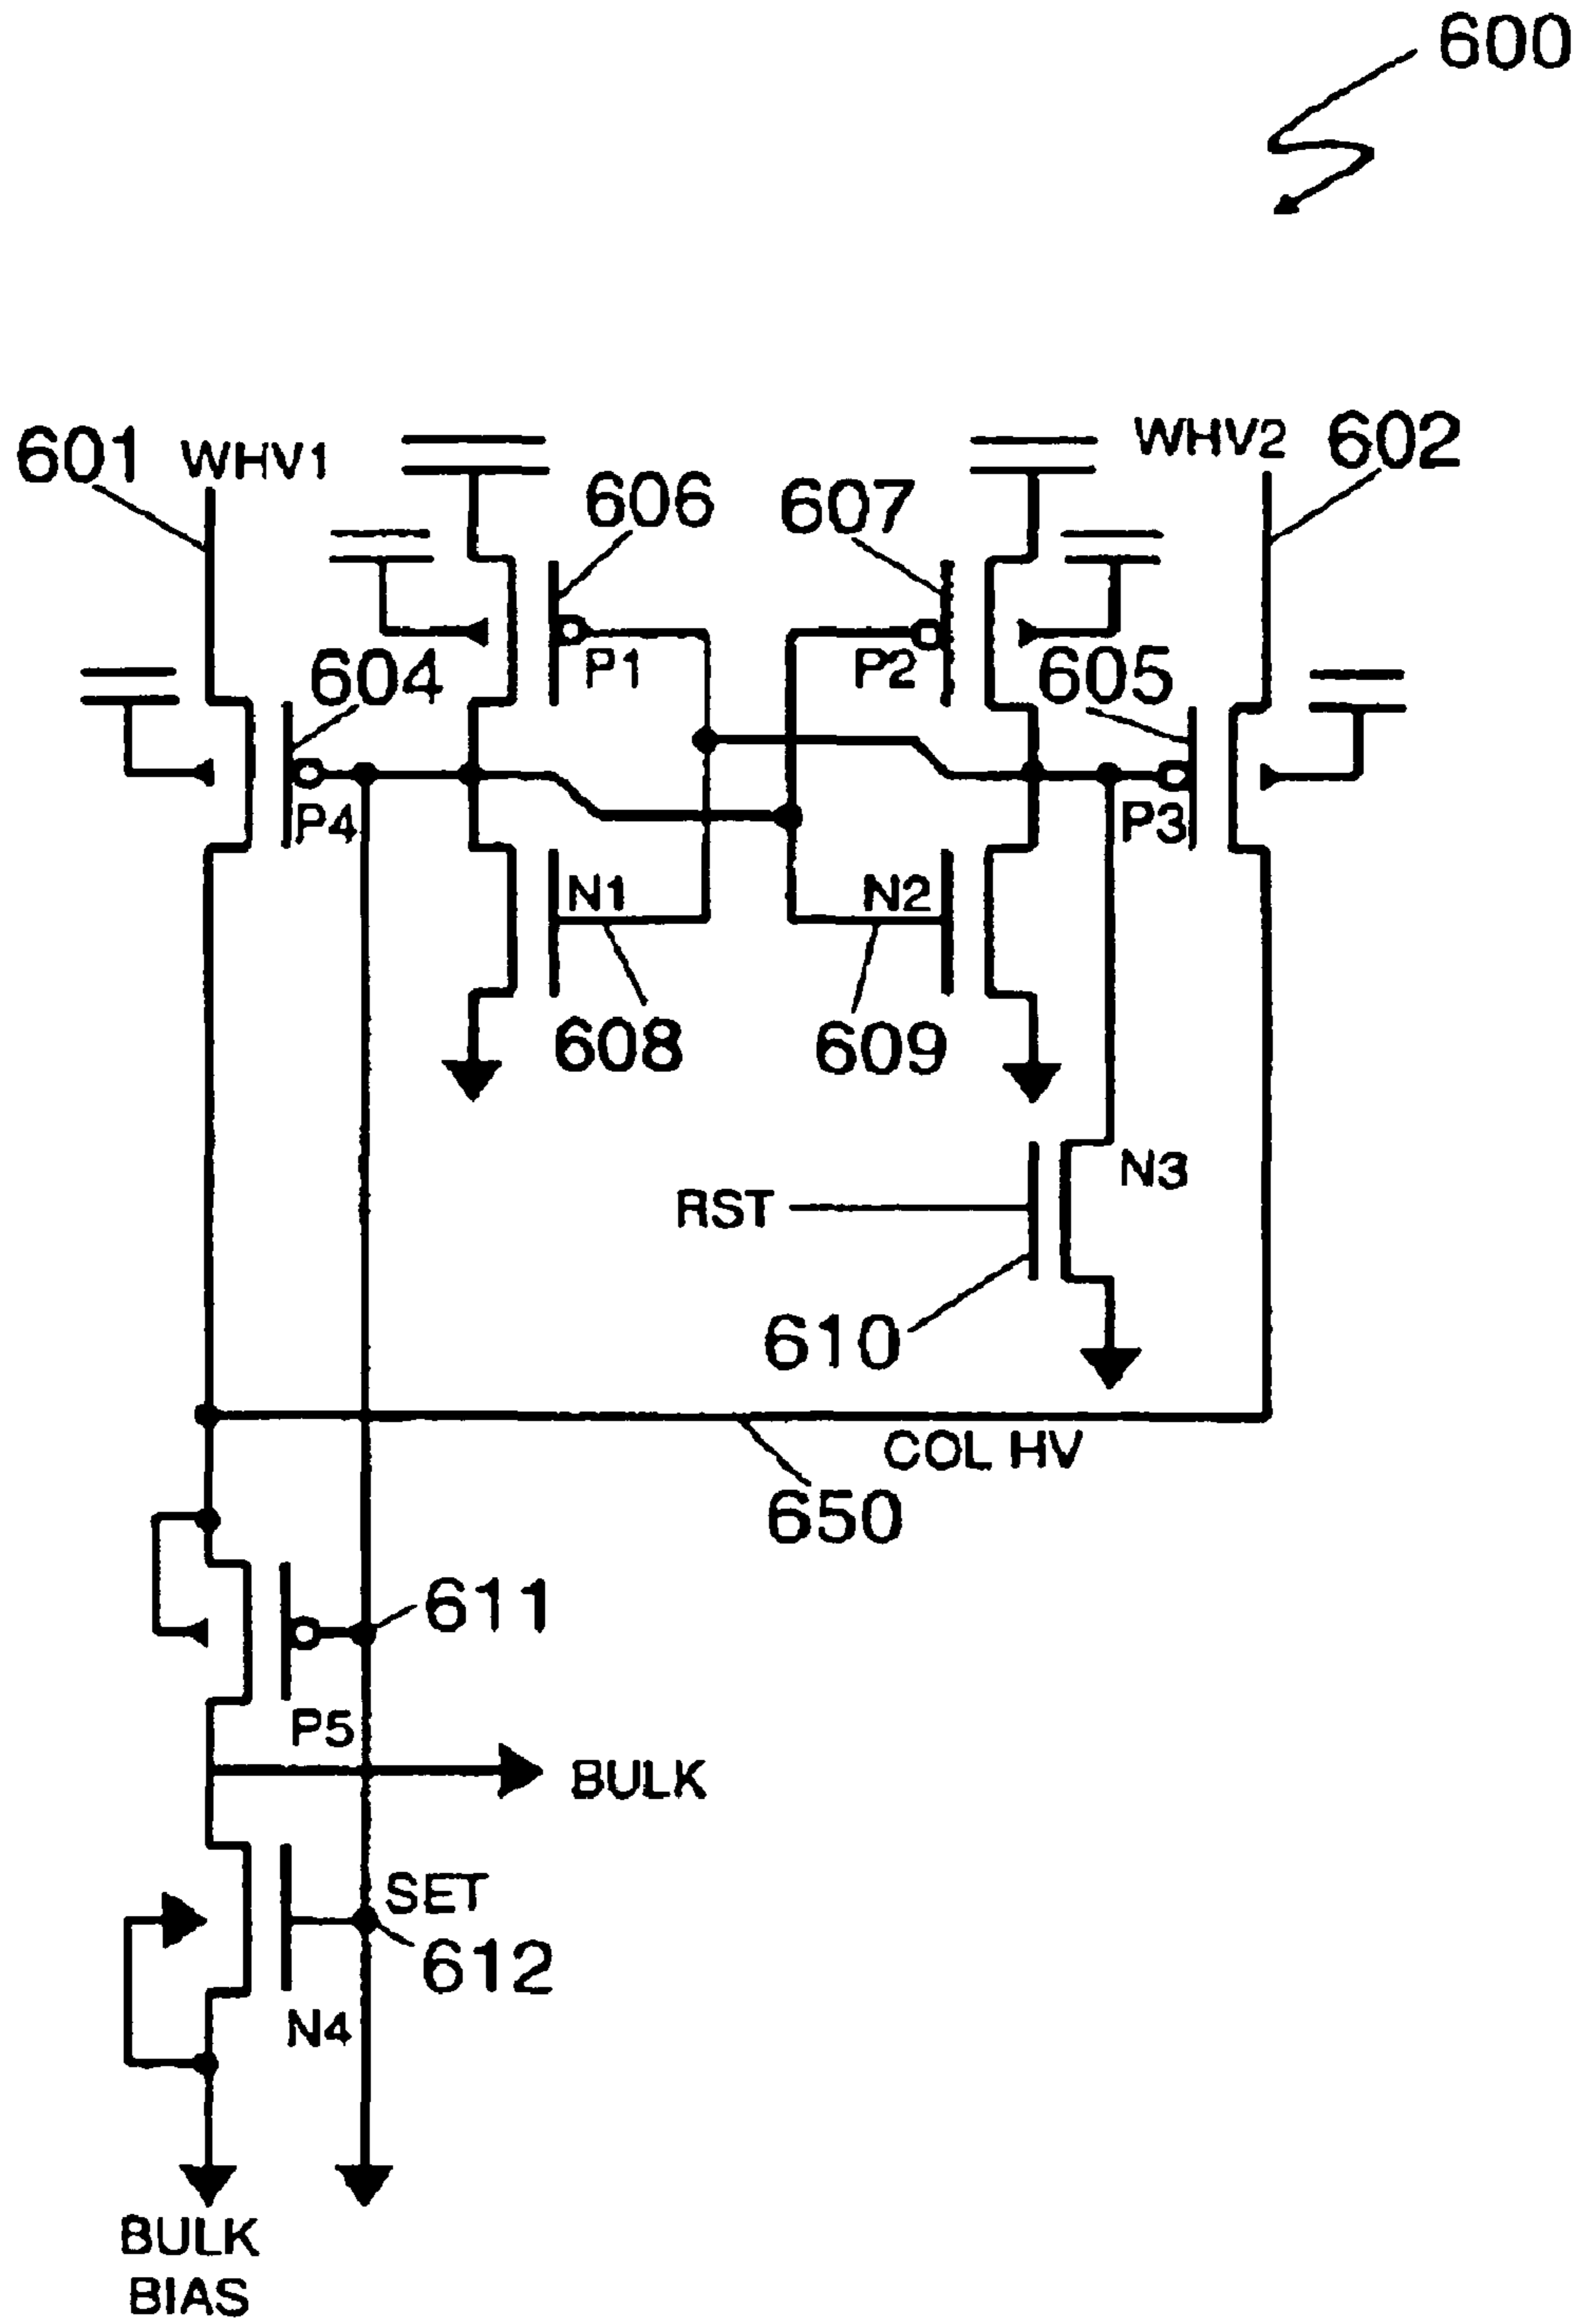 600
601 WHV1
WHV2 602
606
607
604
P1
P2
605
P4
P3
N1
N2
608
609
N3
RST
610
COL HV
650
611
P5
BULK
SET
612
N4
BULK
BIAS